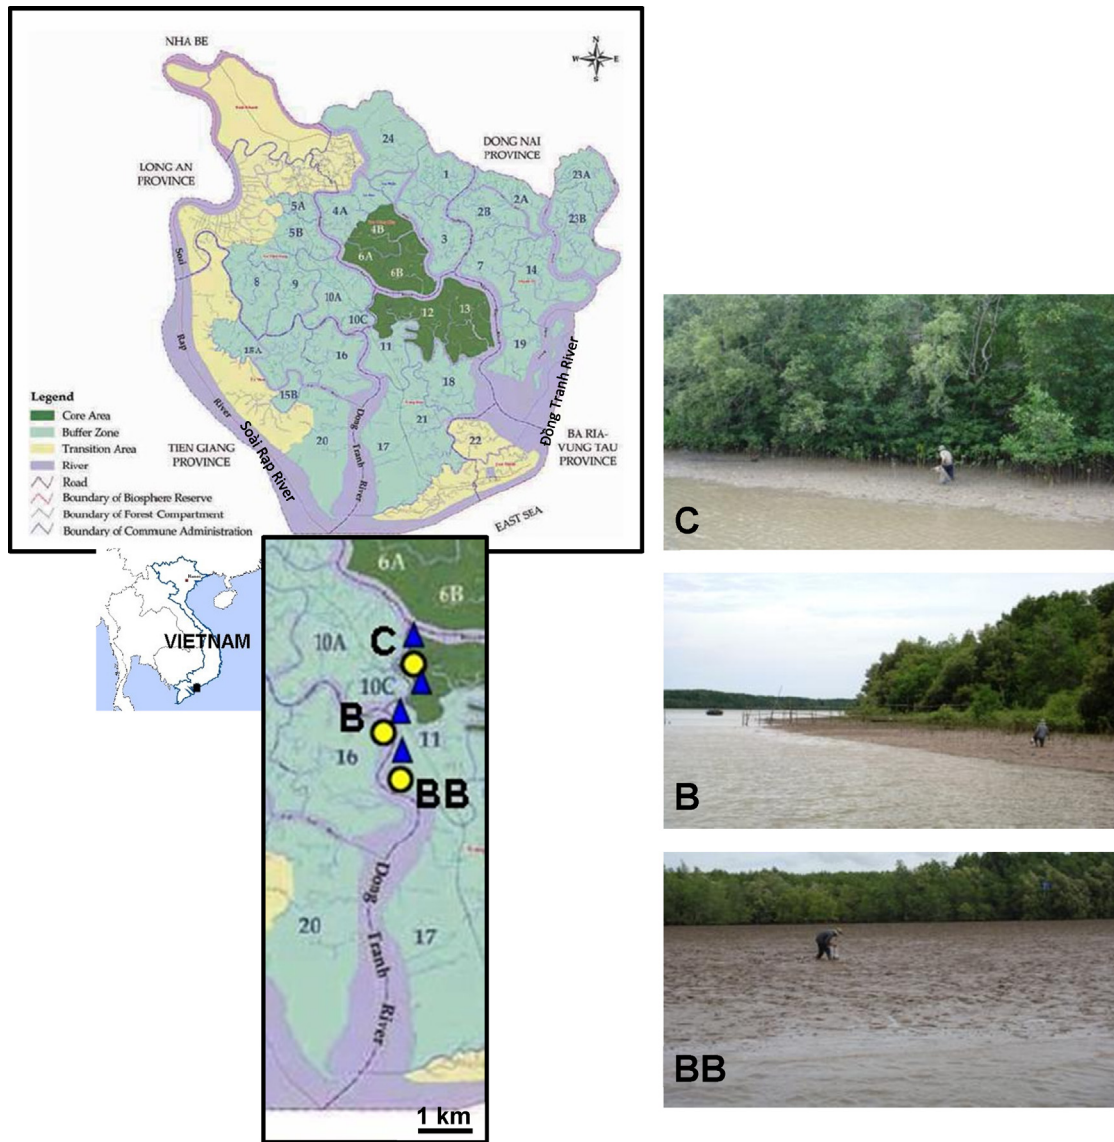 NHA BE
N
W
E
S
24
DONG NAI
PROVINCE
LONG AN
PROVINCE
1
23A
5A
4A
2A
2B
4B
23B
5B
3
6A
7
6B
14
8
9
10A
12
13
10C
11
19
16
15A
18
15B
21
22
20
17
Soai
Rap
River
Soài Rạp River
Dong
Tranh
River
Đồng Tranh River
TIEN GIANG
PROVINCE
BA RIA-
VUNG TAU
PROVINCE
EAST SEA
Legend
Core Area
Buffer Zone
Transition Area
River
Road
Boundary of Biosphere Reserve
Boundary of Forest Compartment
Boundary of Commune Administration
VIETNAM
6A
6B
10A
C
10C
B
11
16
BB
Dong
Tranh
River
20
17
1 km
C
B
BB